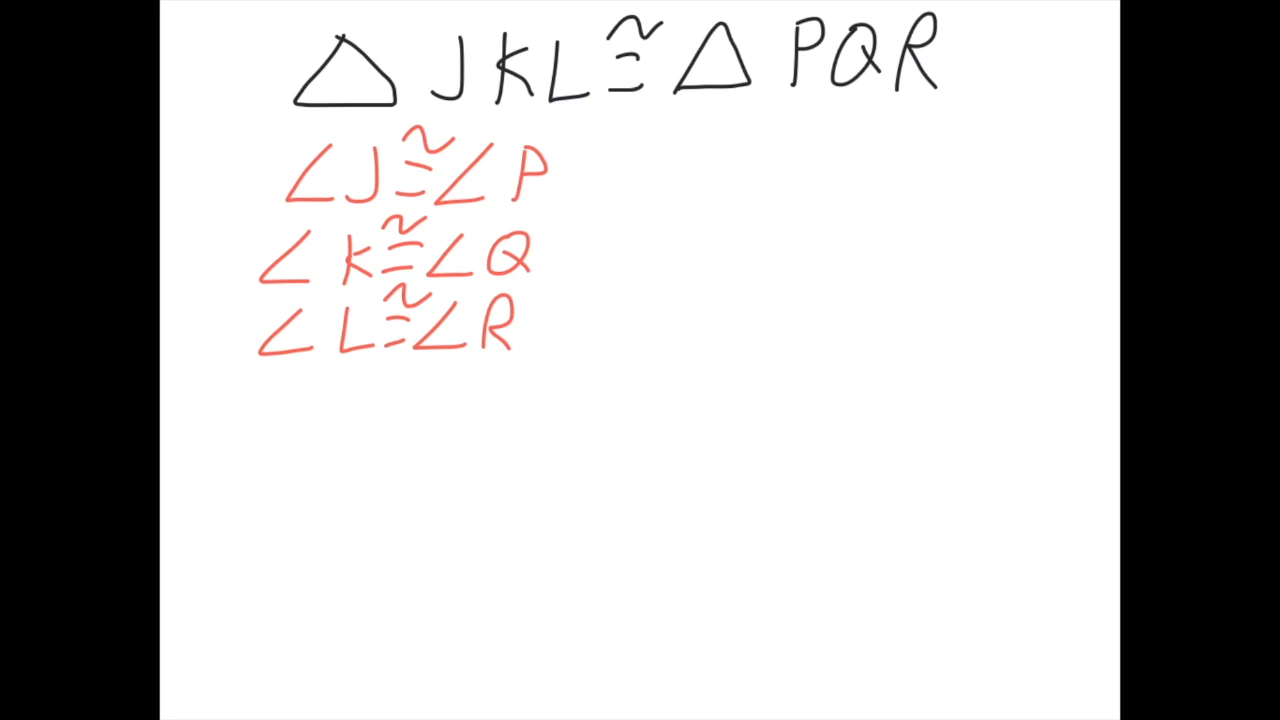 △ JKL ≅ △ PQR
∠J ≅ ∠P
∠K ≅ ∠Q
∠L ≅ ∠R